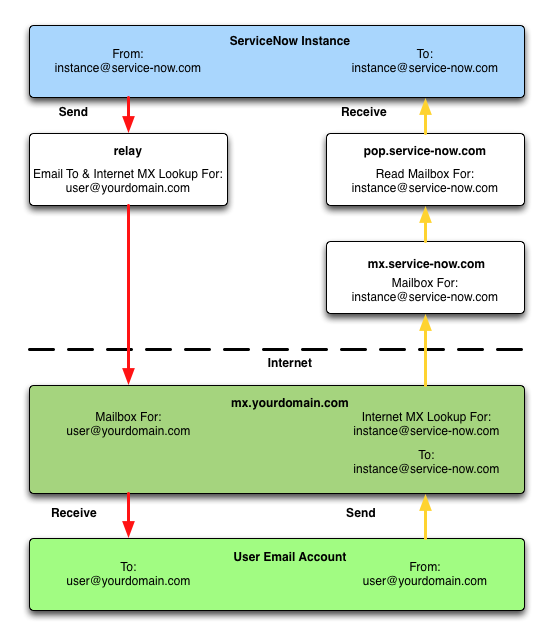 ServiceNow Instance
From:
instance@service-now.com
To:
instance@service-now.com
Send
Receive
relay
Email To & Internet MX Lookup For:
user@yourdomain.com
pop.service-now.com
Read Mailbox For:
instance@service-now.com
mx.service-now.com
Mailbox For:
instance@service-now.com
Internet
mx.yourdomain.com
Mailbox For:
user@yourdomain.com
Internet MX Lookup For:
instance@service-now.com
To:
instance@service-now.com
Receive
Send
User Email Account
To:
user@yourdomain.com
From:
user@yourdomain.com